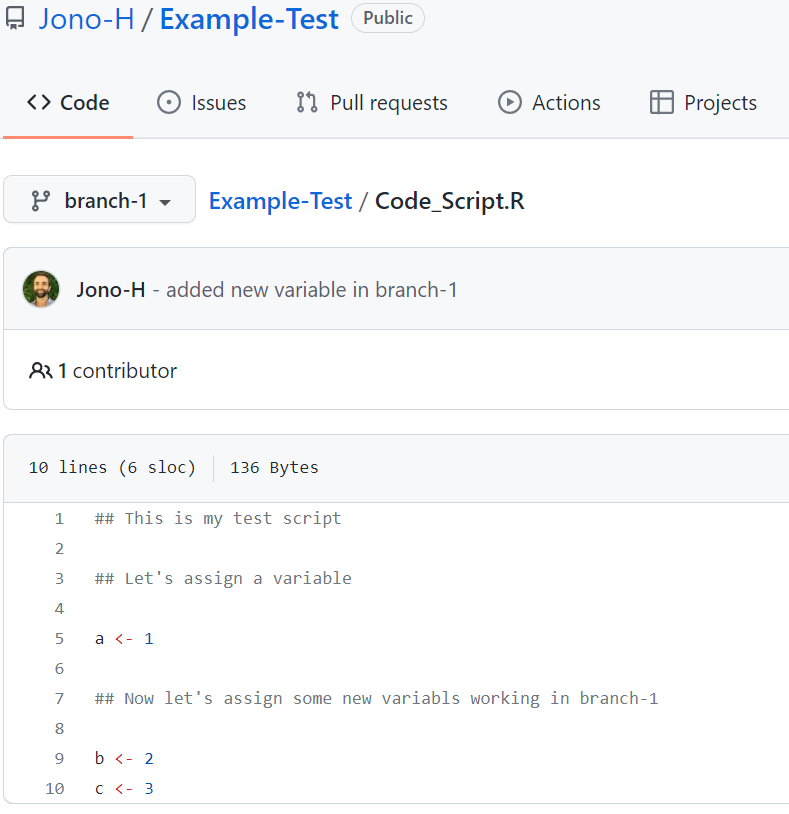 Jono-H / Example-Test Public
Code Issues Pull requests Actions Projects
branch-1 Example-Test / Code_Script.R
Jono-H - added new variable in branch-1
1 contributor
10 lines (6 sloc) 136 Bytes
1 ## This is my test script
2
3 ## Let's assign a variable
4
5 a <- 1
6
7 ## Now let's assign some new variabls working in branch-1
8
9 b <- 2
10 c <- 3